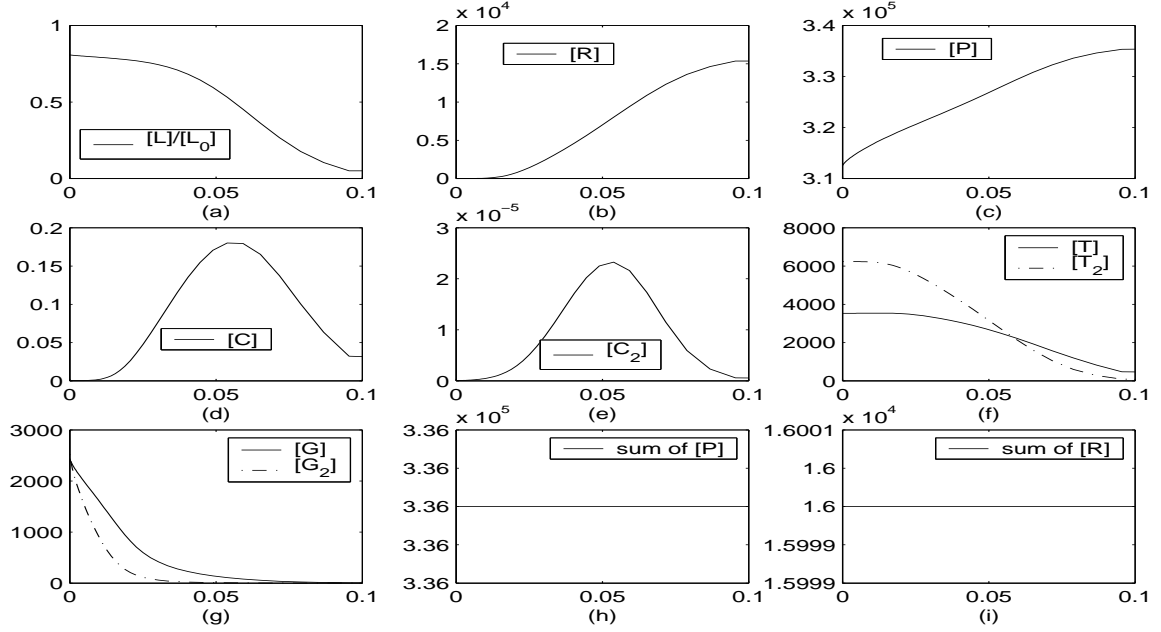 1
0.5
0
0
0.05
0.1
[L]/[L0]
(a)
x 10^4
2
1.5
1
0.5
0
0
0.05
0.1
[R]
(b)
x 10^5
3.4
3.3
3.2
3.1
0
0.05
0.1
[P]
(c)
0.2
0.15
0.1
0.05
0
0
0.05
0.1
[C]
(d)
x 10^-5
3
2
1
0
0
0.05
0.1
[C2]
(e)
8000
6000
4000
2000
0
0
0.05
0.1
[T]
[T2]
(f)
3000
2000
1000
0
0
0.05
0.1
[G]
[G2]
(g)
x 10^5
3.36
3.36
3.36
3.36
3.36
0
0.05
0.1
sum of [P]
(h)
x 10^4
1.6001
1.6
1.6
1.5999
1.5999
0
0.05
0.1
sum of [R]
(i)